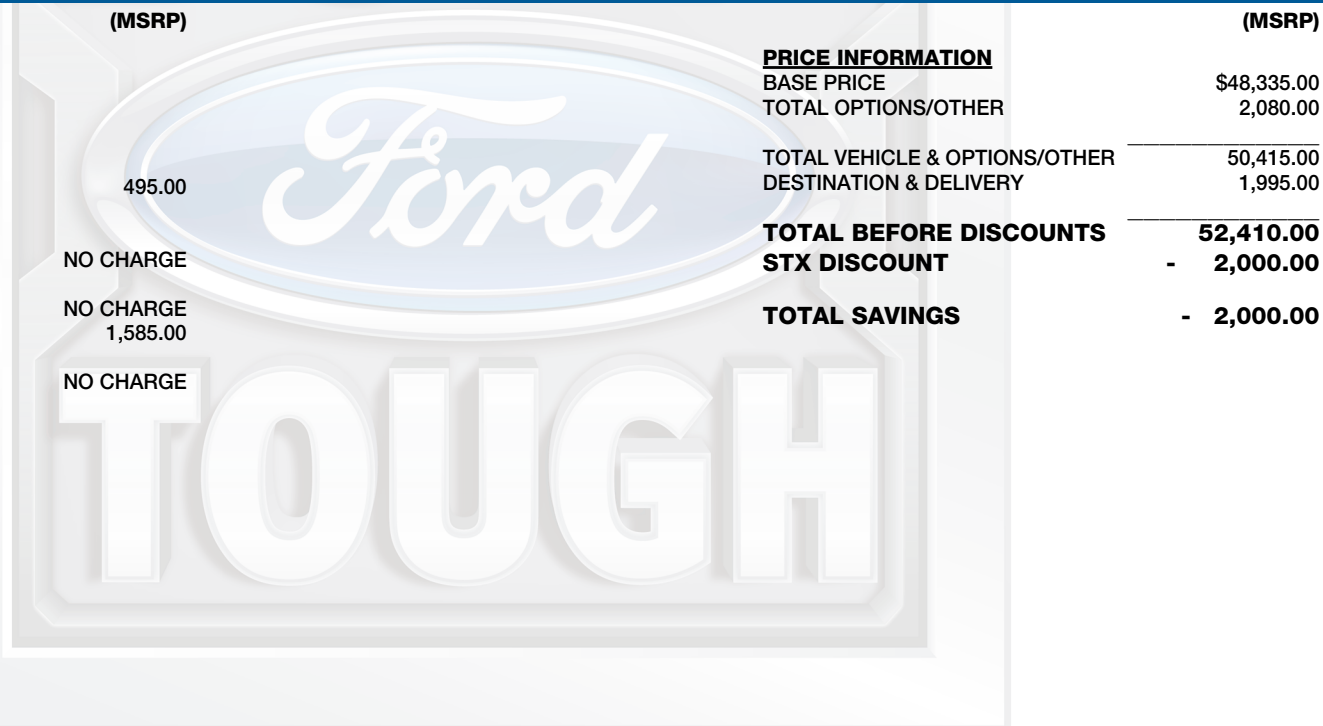 (MSRP)
495.00
NO CHARGE
NO CHARGE
1,585.00
NO CHARGE
(MSRP)
PRICE INFORMATION
BASE PRICE $48,335.00
TOTAL OPTIONS/OTHER 2,080.00
TOTAL VEHICLE & OPTIONS/OTHER 50,415.00
DESTINATION & DELIVERY 1,995.00
TOTAL BEFORE DISCOUNTS 52,410.00
STX DISCOUNT - 2,000.00
TOTAL SAVINGS - 2,000.00
Ford
TOUGH